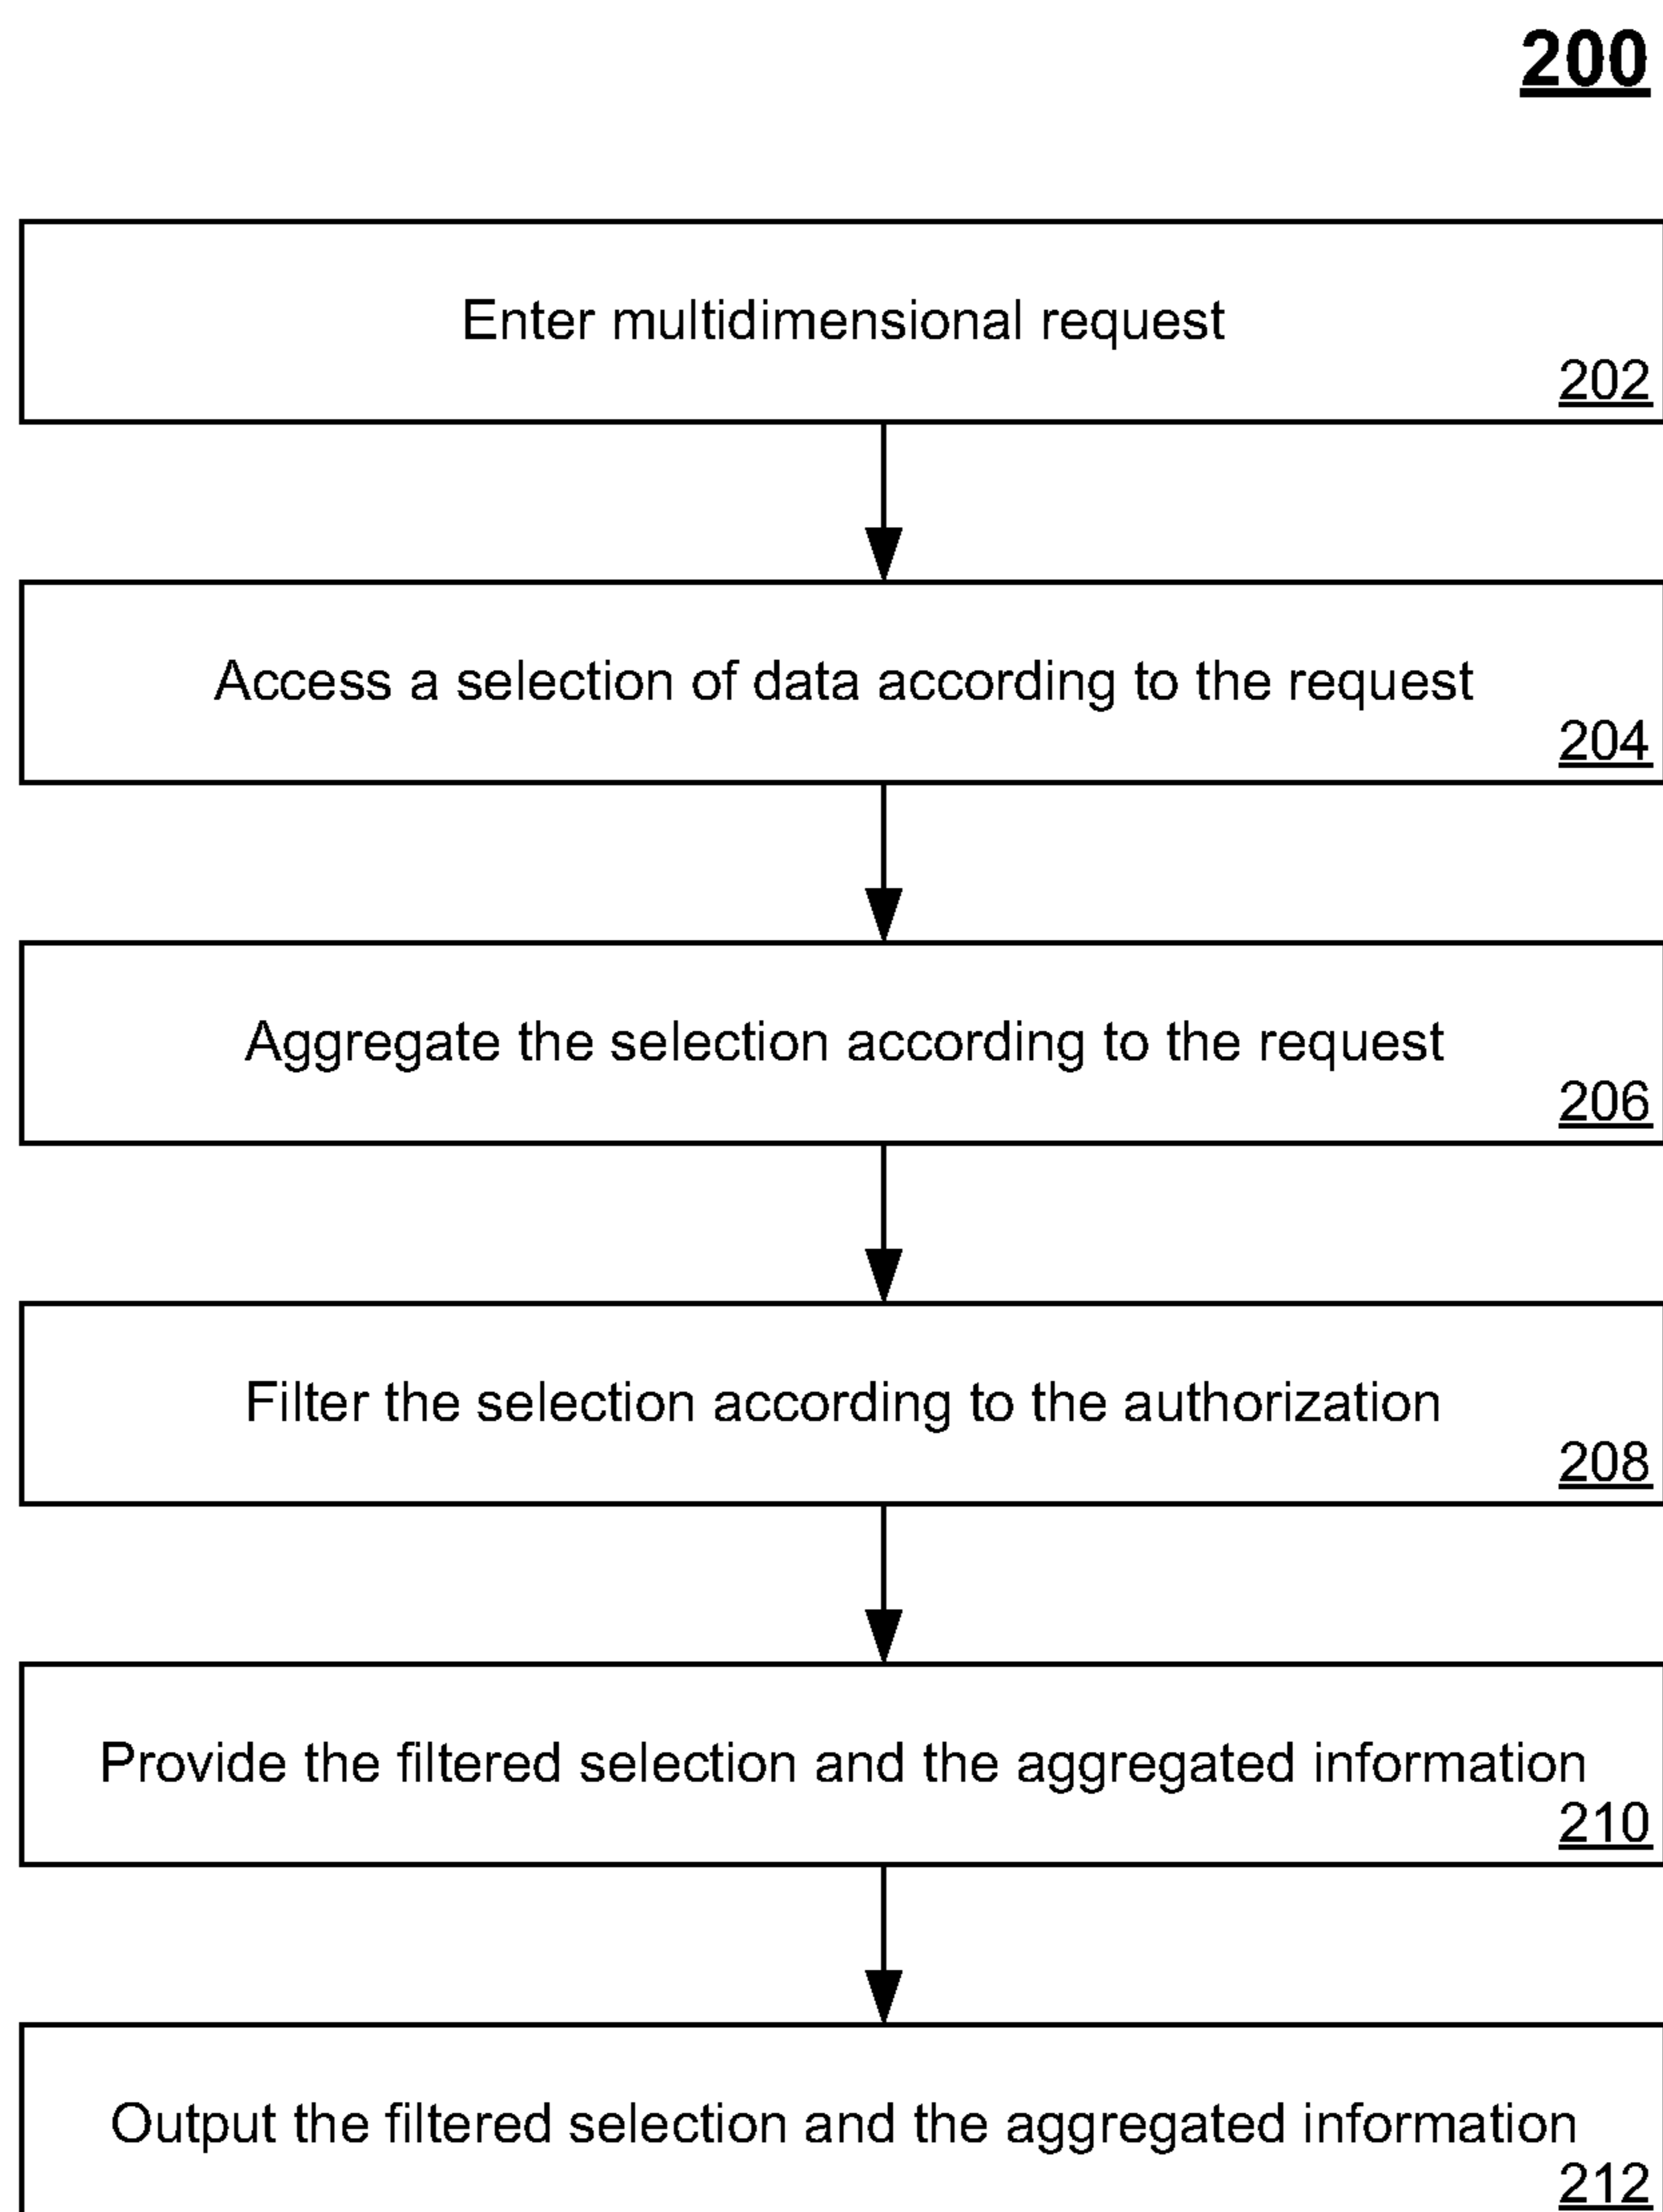 200
Enter multidimensional request
202
Access a selection of data according to the request
204
Aggregate the selection according to the request
206
Filter the selection according to the authorization
208
Provide the filtered selection and the aggregated information
210
Output the filtered selection and the aggregated information
212